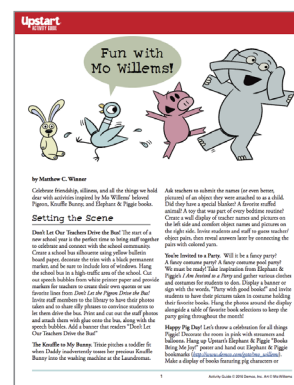 Upstart
ACTIVITY GUIDE
Fun with
Mo Willems!
by Matthew C. Winner
Celebrate friendship, silliness, and all the things we hold
dear with activities inspired by Mo Willems' beloved
Pigeon, Knuffle Bunny, and Elephant & Piggie books.
Setting the Scene
Don't Let Our Teachers Drive the Bus! The start of a
new school year is the perfect time to bring staff together
to celebrate and connect with the school community.
Create a school bus silhouette using yellow bulletin
board paper, decorate the trim with a black permanent
marker, and be sure to include lots of windows. Hang
the school bus in a high-traffic area of the school. Cut
out speech bubbles from white printer paper and provide
markers for teachers to create their own quotes or use
favorite lines from Don't Let the Pigeon Drive the Bus!
Invite staff members to the library to have their photos
taken and to share silly phrases to convince students to
let them drive the bus. Print and cut out the staff photos
and attach them with glue onto the bus, along with the
speech bubbles. Add a banner that reads "Don't Let
Our Teachers Drive the Bus!"
The Knuffle to My Bunny. Trixie pitches a toddler fit
when Daddy inadvertently tosses her precious Knuffle
Bunny into the washing machine at the Laundromat.
Ask teachers to submit the names (or even better,
pictures) of an object they were attached to as a child.
Did they have a special blanket? A favorite stuffed
animal? A toy that was part of every bedtime routine?
Create a wall display of teacher names and pictures on
the left side and comfort object names and pictures on
the right side. Invite students and staff to guess teacher/
object pairs, then reveal answers later by connecting the
pairs with colored yarn.
You're Invited to a Party. Will it be a fancy party?
A fancy costume party? A fancy costume pool party?
We must be ready! Take inspiration from Elephant &
Piggie's I Am Invited to a Party and gather various clothes
and costumes for students to don. Display a banner or
sign with the words, "Party with good books!" and invite
students to have their pictures taken in costume holding
their favorite books. Hang the photos around the display
alongside a table of favorite book selections to keep the
party going throughout the month!
Happy Pig Day! Let's throw a celebration for all things
Piggie! Decorate the room in pink with streamers and
balloons. Hang up Upstart's Elephant & Piggie "Books
Bring Me Joy!" poster and hand out Elephant & Piggie
bookmarks
Make a display of books featuring pig characters or
1